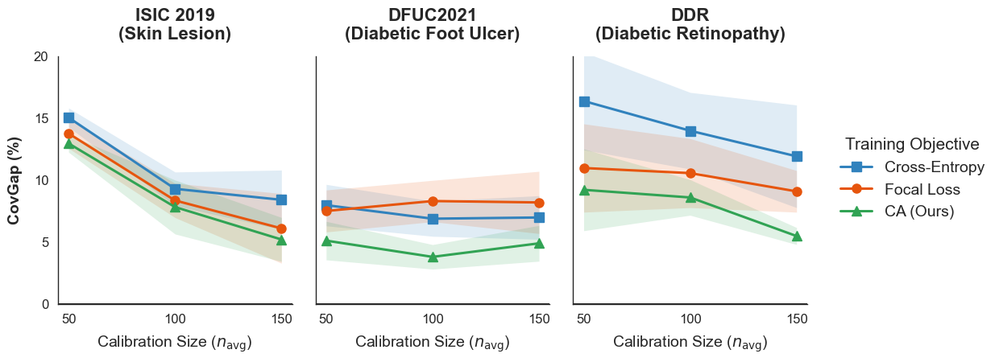 ISIC 2019
(Skin Lesion)
DFUC2021
(Diabetic Foot Ulcer)
DDR
(Diabetic Retinopathy)
CovGap (%)
20
15
10
5
0
50
100
150
50
100
150
50
100
150
Calibration Size (n_avg)
Calibration Size (n_avg)
Calibration Size (n_avg)
Training Objective
Cross-Entropy
Focal Loss
CA (Ours)